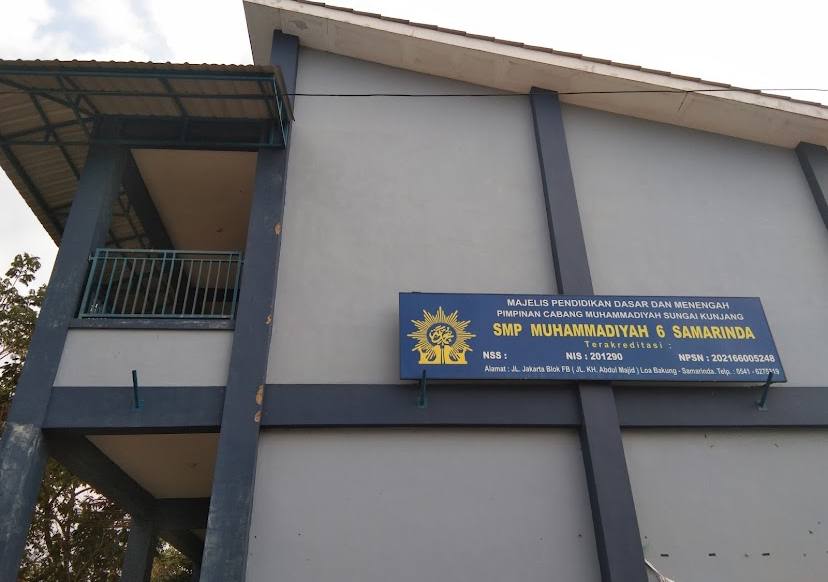 MAJELIS PENDIDIKAN DASAR DAN MENENGAH
PIMPINAN CABANG MUHAMMADIYAH SUNGAI KUNJANG
SMP MUHAMMADIYAH 6 SAMARINDA
Terakreditasi :
NSS : NIS : 201290 NPSN : 202166005248
Alamat : JL. Jakarta Blok FB ( JL. KH. Abdul Majid ) Loa Bakung - Samarinda. Telp. : 0541 -